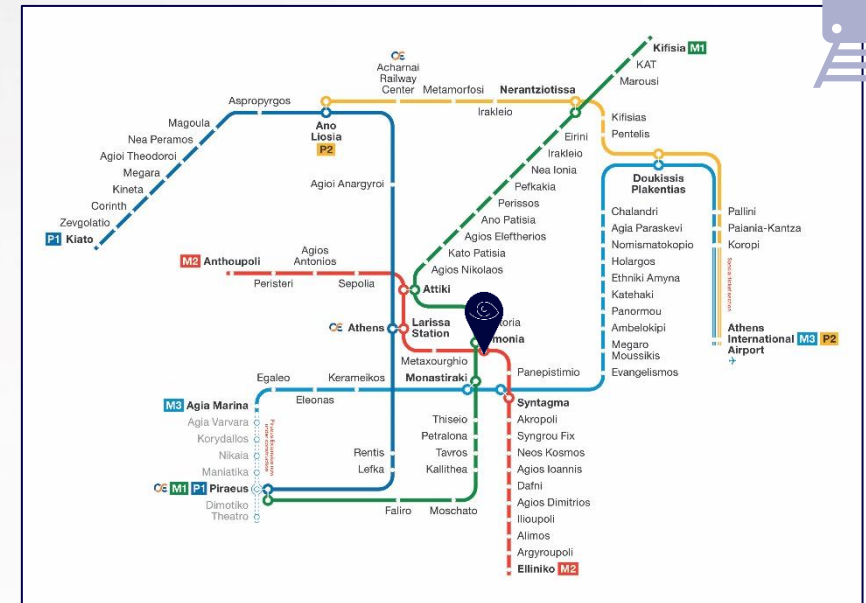 Kifisia M1
KAT
Marousi
OE
Acharnai
Railway
Center
Metamorfosi
Nerantziotissa
Irakleio
Aspropyrgos
Magoula
Nea Peramos
Agioi Theodoroi
Megara
Kineta
Corinth
Zevgolatio
P1 Kiato
Ano
Liosia
P2
Kifisias
Pentelis
Eirini
Irakleio
Nea Ionia
Pefkakia
Perissos
Ano Patisia
Agios Eleftherios
Kato Patisia
Agios Nikolaos
Agioi Anargyroi
Doukissis
Plakentias
Chalandri
Agia Paraskevi
Nomismatokopio
Holargos
Ethniki Amyna
Katehaki
Panormou
Ambelokipi
Megaro
Moussikis
Evangelismos
Pallini
Paiania-Kantza
Koropi
Athens
International M3 P2
Airport
M2 Anthoupoli
Agios
Antonios
Peristeri
Sepolia
Attiki
OE Athens
Larissa
Station
toria
monia
Metaxourghio
Monastiraki
Panepistimio
Syntagma
Egaleo
Kerameikos
Eleonas
M3 Agia Marina
Agia Varvara
Korydallos
Nikaia
Maniatika
OE M1 P1 Piraeus
Dimotiko
Theatro
Thiseio
Petralona
Tavros
Kallithea
Rentis
Lefka
Faliro
Moschato
Akropoli
Syngrou Fix
Neos Kosmos
Agios Ioannis
Dafni
Agios Dimitrios
Ilioupoli
Alimos
Argyroupoli
Elliniko M2